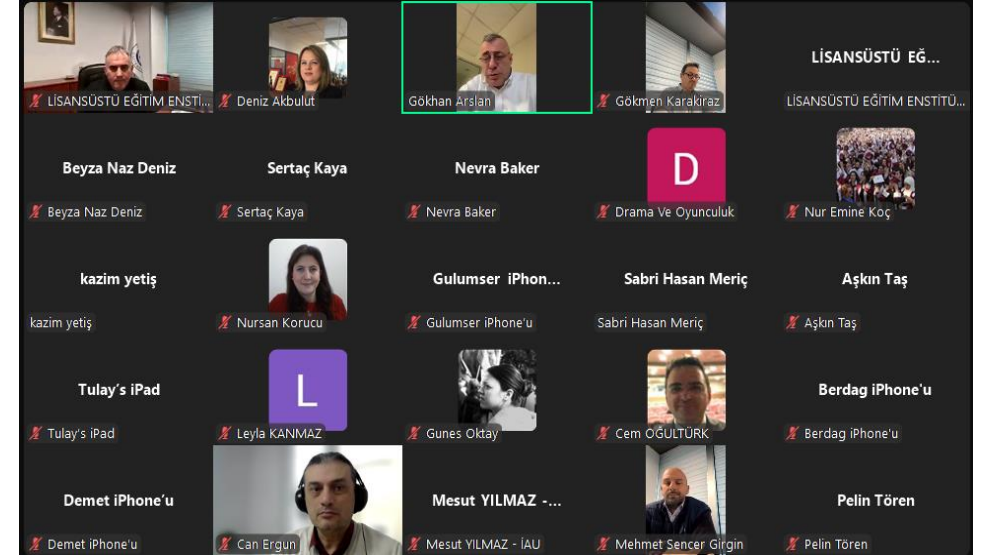 LİSANSÜSTÜ EĞİTİM ENSTİ...
Deniz Akbulut
Gökhan Arslan
Gökmen Karakiraz
LİSANSÜSTÜ EĞ...
LİSANSÜSTÜ EĞİTİM ENSTİTÜ...
Beyza Naz Deniz
Beyza Naz Deniz
Sertaç Kaya
Sertaç Kaya
Nevra Baker
Nevra Baker
D
Drama Ve Oyunculuk
Nur Emine Koç
kazim yetiş
kazim yetiş
Nursan Korucu
Gulumser iPhon...
Gulumser iPhone'u
Sabri Hasan Meriç
Sabri Hasan Meriç
Aşkın Taş
Aşkın Taş
Tulay's iPad
Tulay's iPad
L
Leyla KANMAZ
Gunes Oktay
Cem OĞULTÜRK
Berdag iPhone'u
Berdag iPhone'u
Demet iPhone'u
Demet iPhone'u
Can Ergun
Mesut YILMAZ -...
Mesut YILMAZ - İAU
Mehmet Sencer Girgin
Pelin Tören
Pelin Tören